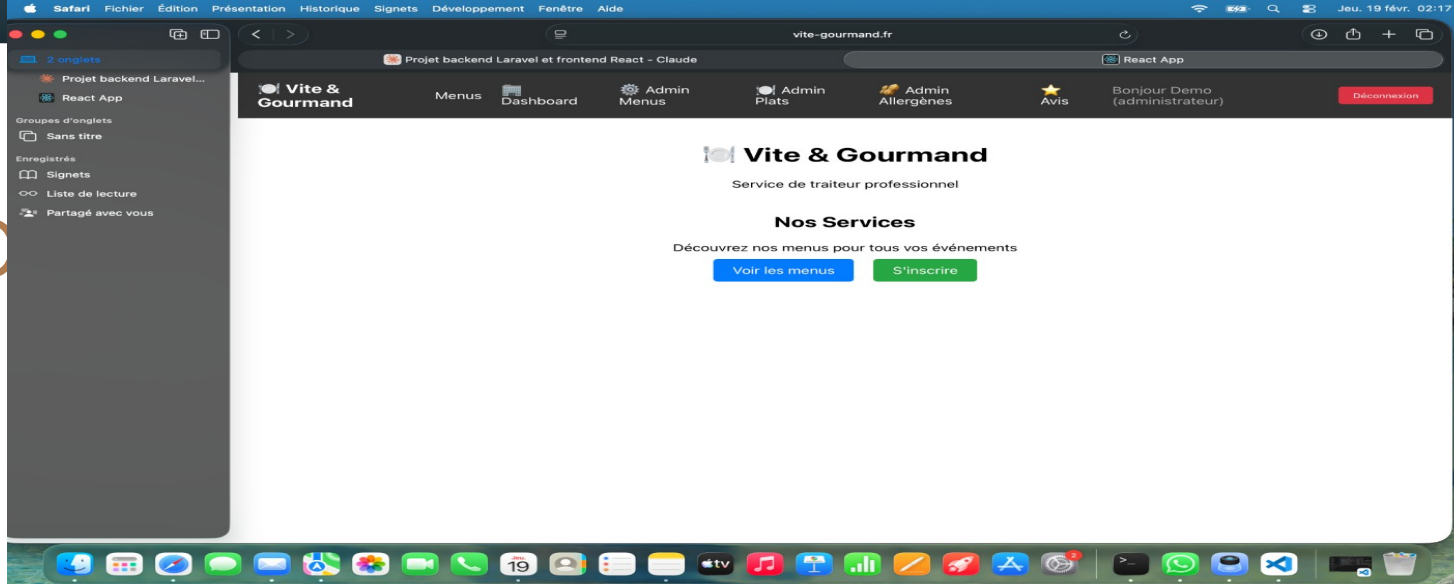 Safari Fichier Édition Présentation Historique Signets Développement Fenêtre Aide
Jeu. 19 févr. 02:17
vite-gourmand.fr
2 onglets
Projet backend Laravel...
React App
Groupes d'onglets
Sans titre
Enregistrés
Signets
Liste de lecture
Partagé avec vous
Projet backend Laravel et frontend React - Claude
React App
Vite & Gourmand
Menus
Dashboard
Admin Menus
Admin Plats
Admin Allergènes
Avis
Bonjour Demo (administrateur)
Déconnexion
Vite & Gourmand
Service de traiteur professionnel
Nos Services
Découvrez nos menus pour tous vos événements
Voir les menus S'inscrire
19
tv
2